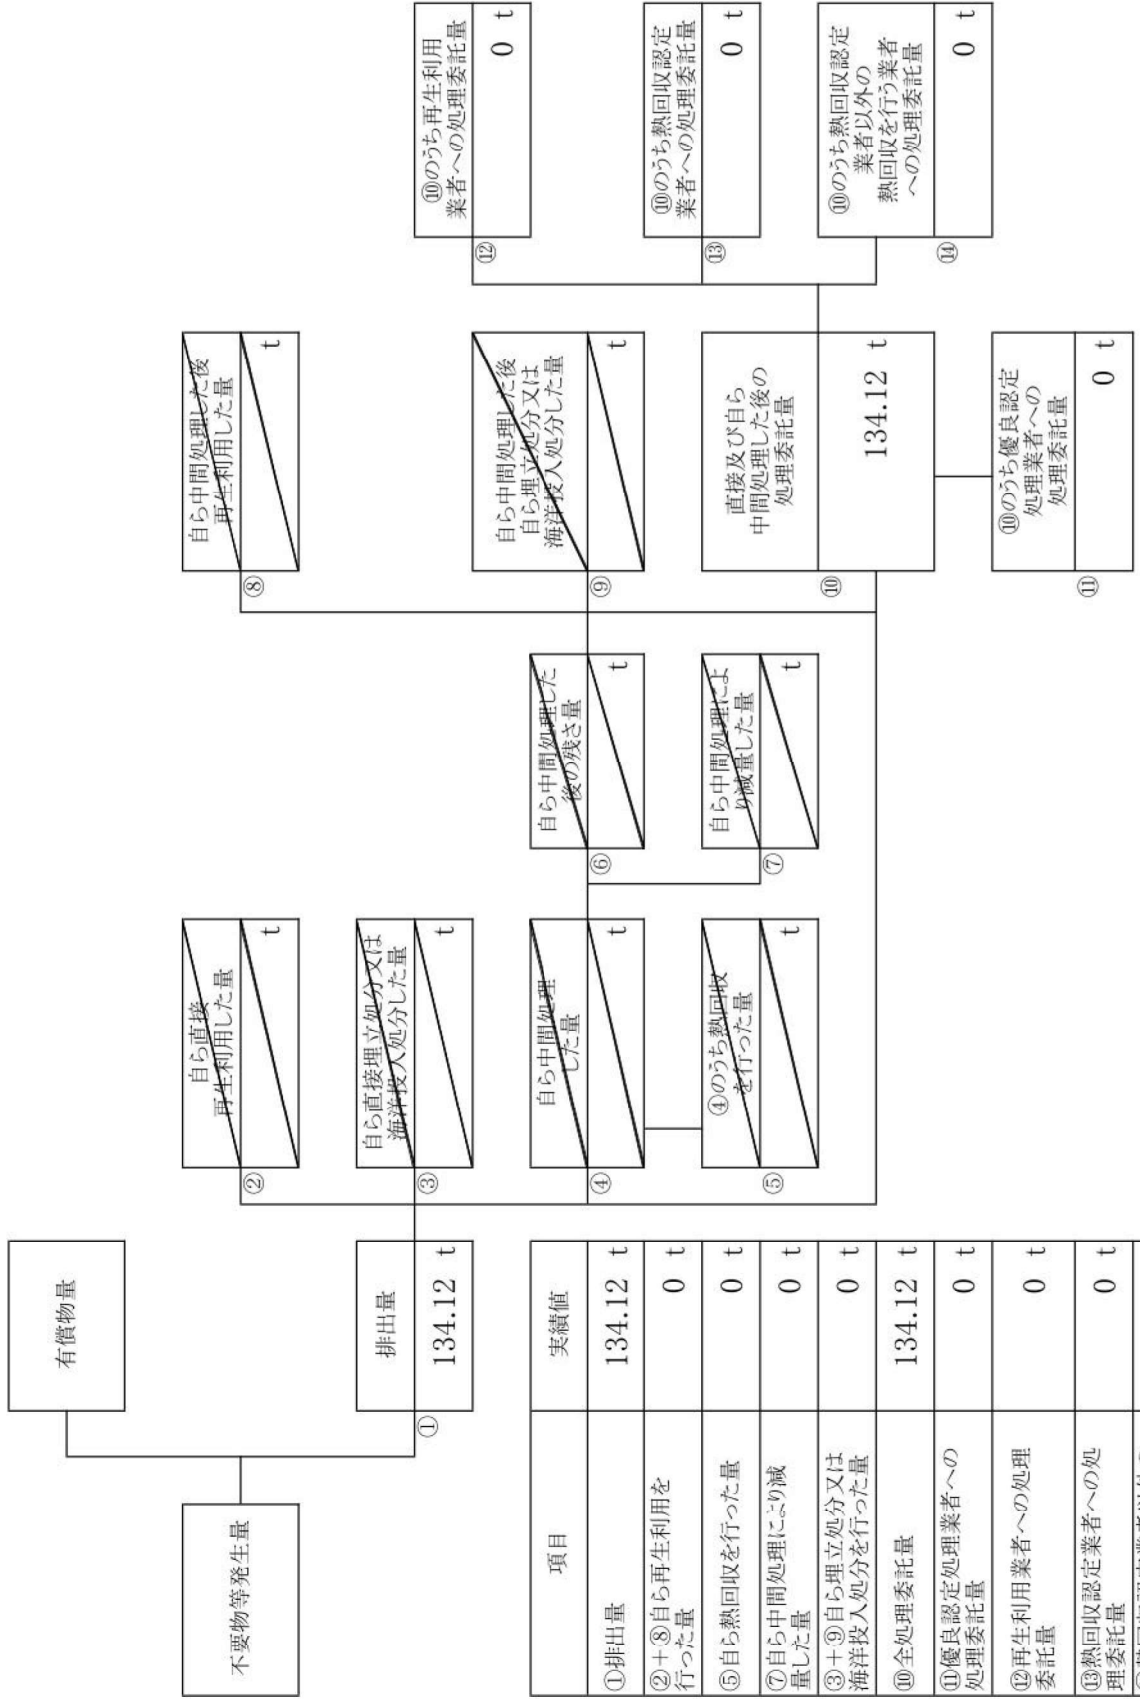 不要物等発生量
有償物量
①
排出量
134.12 t
②
自ら直接
再生利用した量
t
③
自ら直接埋立処分又は
海洋投入処分した量
t
④
自ら中間処理
した量
t
⑤
④のうち熱回収
を行った量
t
⑥
自ら中間処理した
後の残さ量
t
⑦
自ら中間処理によ
り減量した量
t
⑧
自ら中間処理した後
再生利用した量
t
⑨
自ら中間処理した後
自ら埋立処分又は
海洋投入処分した量
t
⑩
直接及び自ら
中間処理した後の
処理委託量
134.12 t
⑪
⑩のうち優良認定
処理業者への
処理委託量
0 t
⑫
⑩のうち再生利用
業者への処理委託量
0 t
⑬
⑩のうち熱回収認定
業者への処理委託量
0 t
⑭
⑩のうち熱回収認定
業者以外の
熱回収を行う業者
への処理委託量
0 t
項目 実績値
①排出量 134.12 t
②+⑧自ら再生利用を
行った量 0 t
⑤自ら熱回収を行った量 0 t
⑦自ら中間処理により減
量した量 0 t
③+⑨自ら埋立処分又は
海洋投入処分を行った量 0 t
⑩全処理委託量 134.12 t
⑪優良認定処理業者への
処理委託量 0 t
⑫再生利用業者への処理
委託量 0 t
⑬熱回収認定業者への処
理委託量 0 t